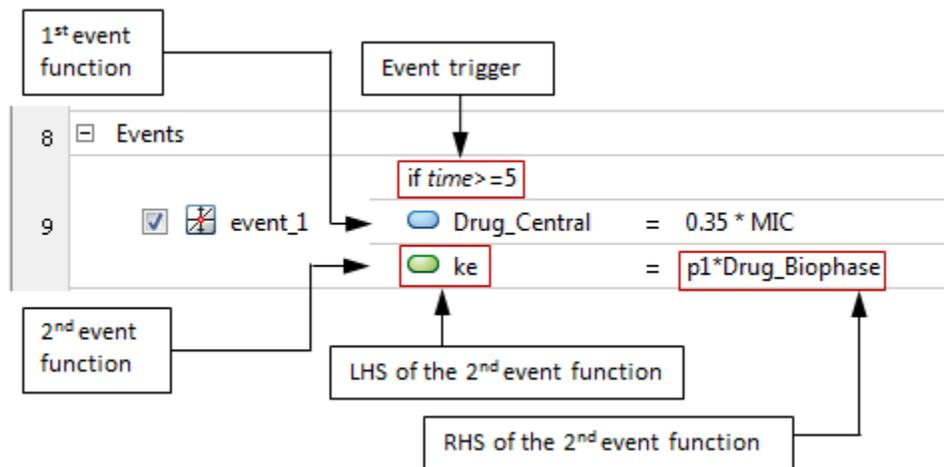 1st event
function
Event trigger
8 Events
if time>=5
9 event_1 Drug_Central = 0.35 * MIC
ke = p1*Drug_Biophase
2nd event
function
LHS of the 2nd event function
RHS of the 2nd event function